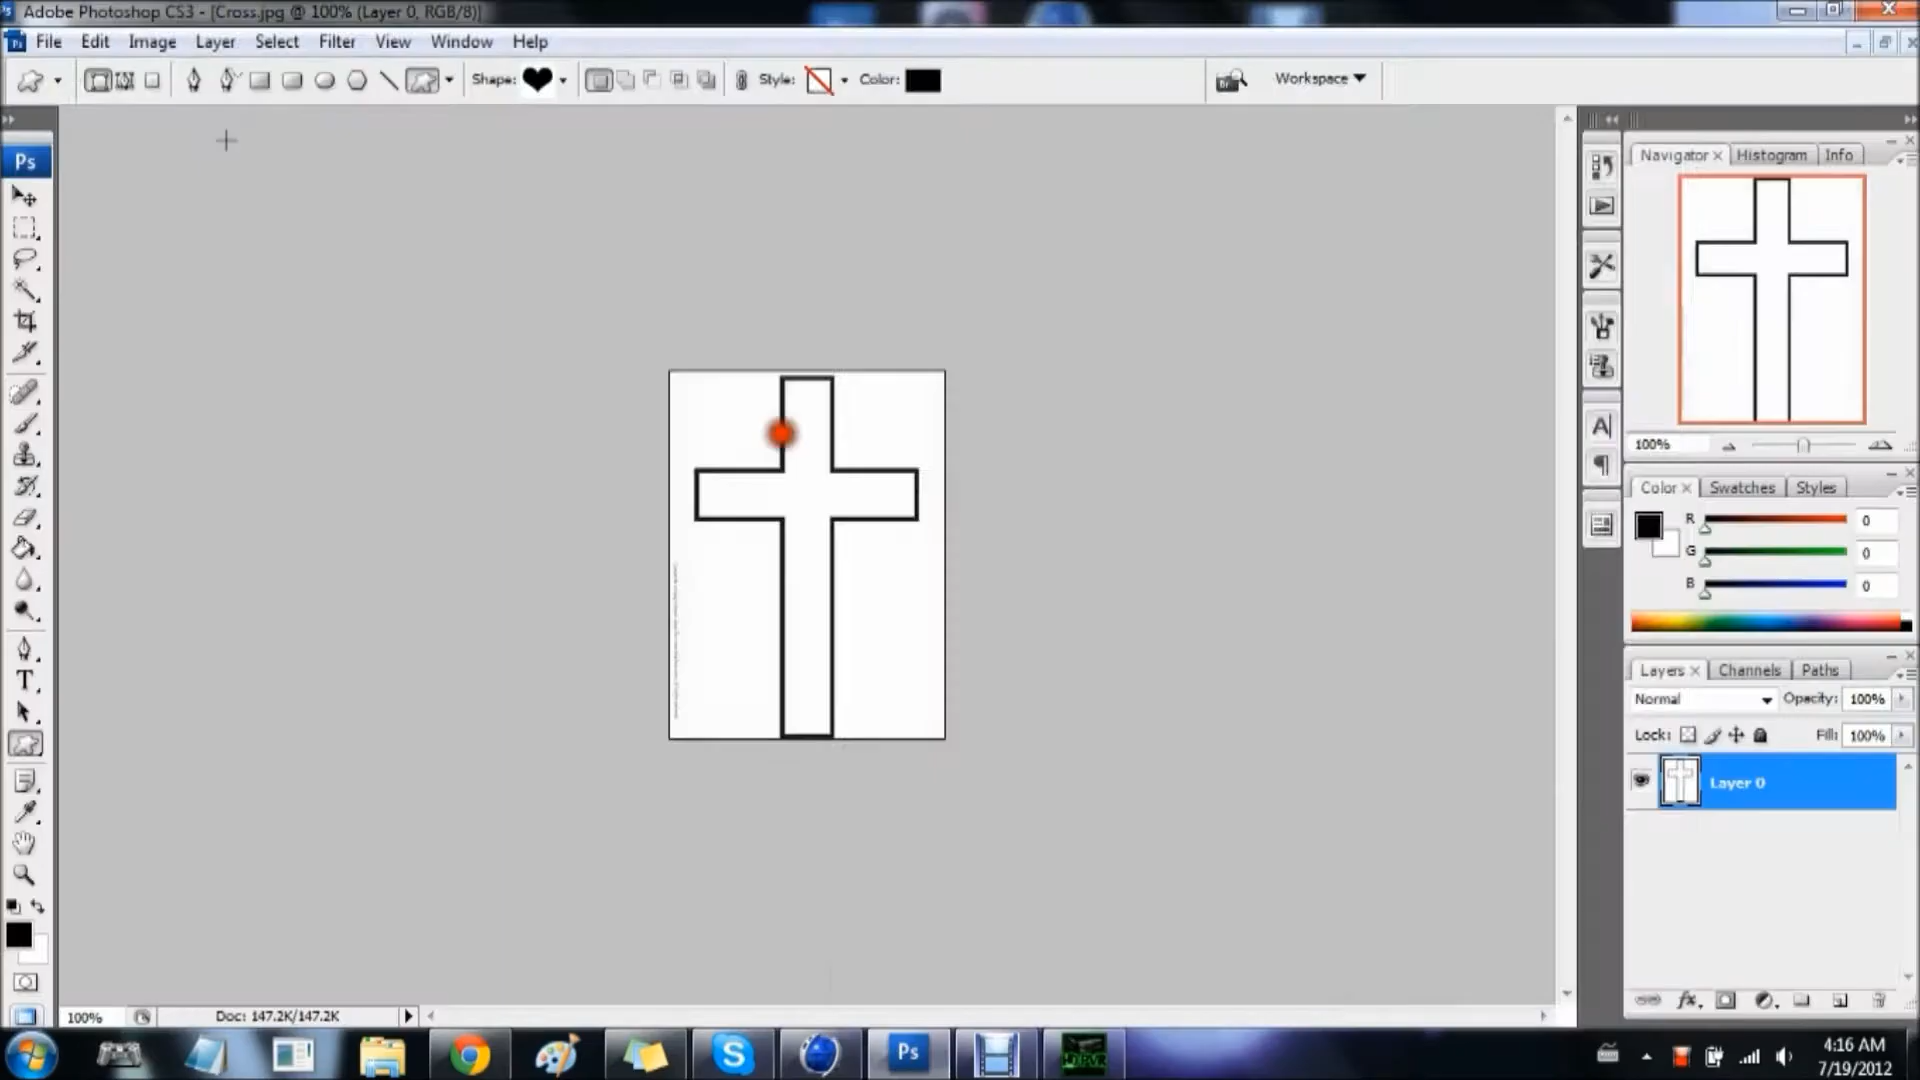 Adobe Photoshop CS3 - [Cross.jpg @ 100% (Layer 0, RGB/8)]
File Edit Image Layer Select Filter View Window Help
Shape: Style: Color: Workspace
Ps
Navigator Histogram Info
100%
Color Swatches Styles
R 0
G 0
B 0
Layers Channels Paths
Normal Opacity: 100%
Lock: Fill: 100%
Layer 0
100% Doc: 147.2K/147.2K
4:16 AM
7/19/2012